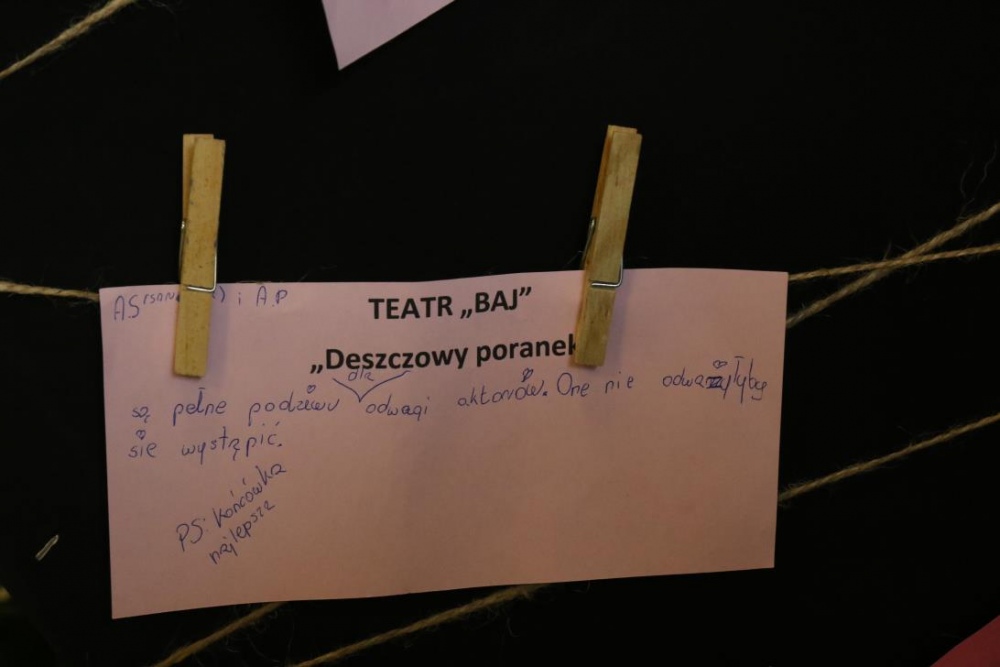 A.S i A.P
TEATR „BAJ”
„Deszczowy poranek
są pełne podziwu dla odwagi aktorów. One nie odważyłyby
się wystąpić.
PS: końcówka
najlepsza